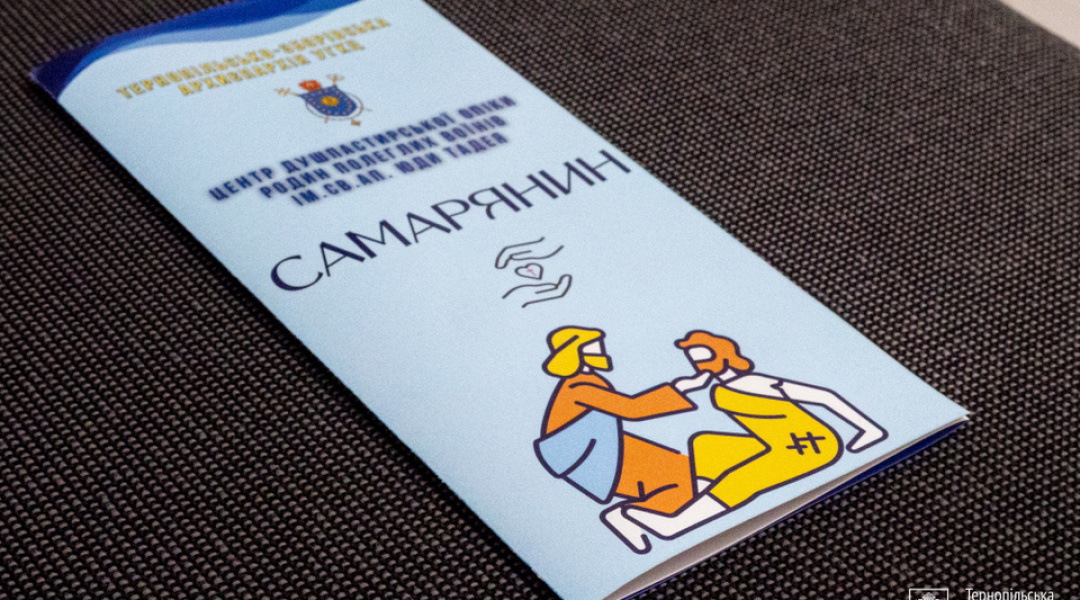 ТЕРНОПІЛЬСЬКО-ЗБОРІВСЬКА
АРХИЄПАРХІЯ УГКЦ
ЦЕНТР ДУШПАСТИРСЬКОЇ ОПІКИ
РОДИН ПОЛЕГЛИХ ВОЇНІВ
ІМ.СВ.АП. ЮДИ ТАДЕЯ
САМАРЯНИН
Тернопільська